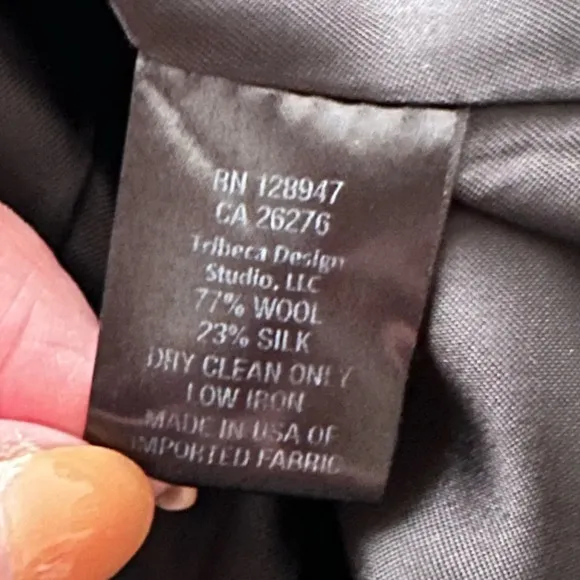 RN 128947
CA 26276
Tribeca Design
Studio, LLC
77% WOOL
23% SILK
DRY CLEAN ONLY
LOW IRON
MADE IN USA OF
IMPORTED FABRIC